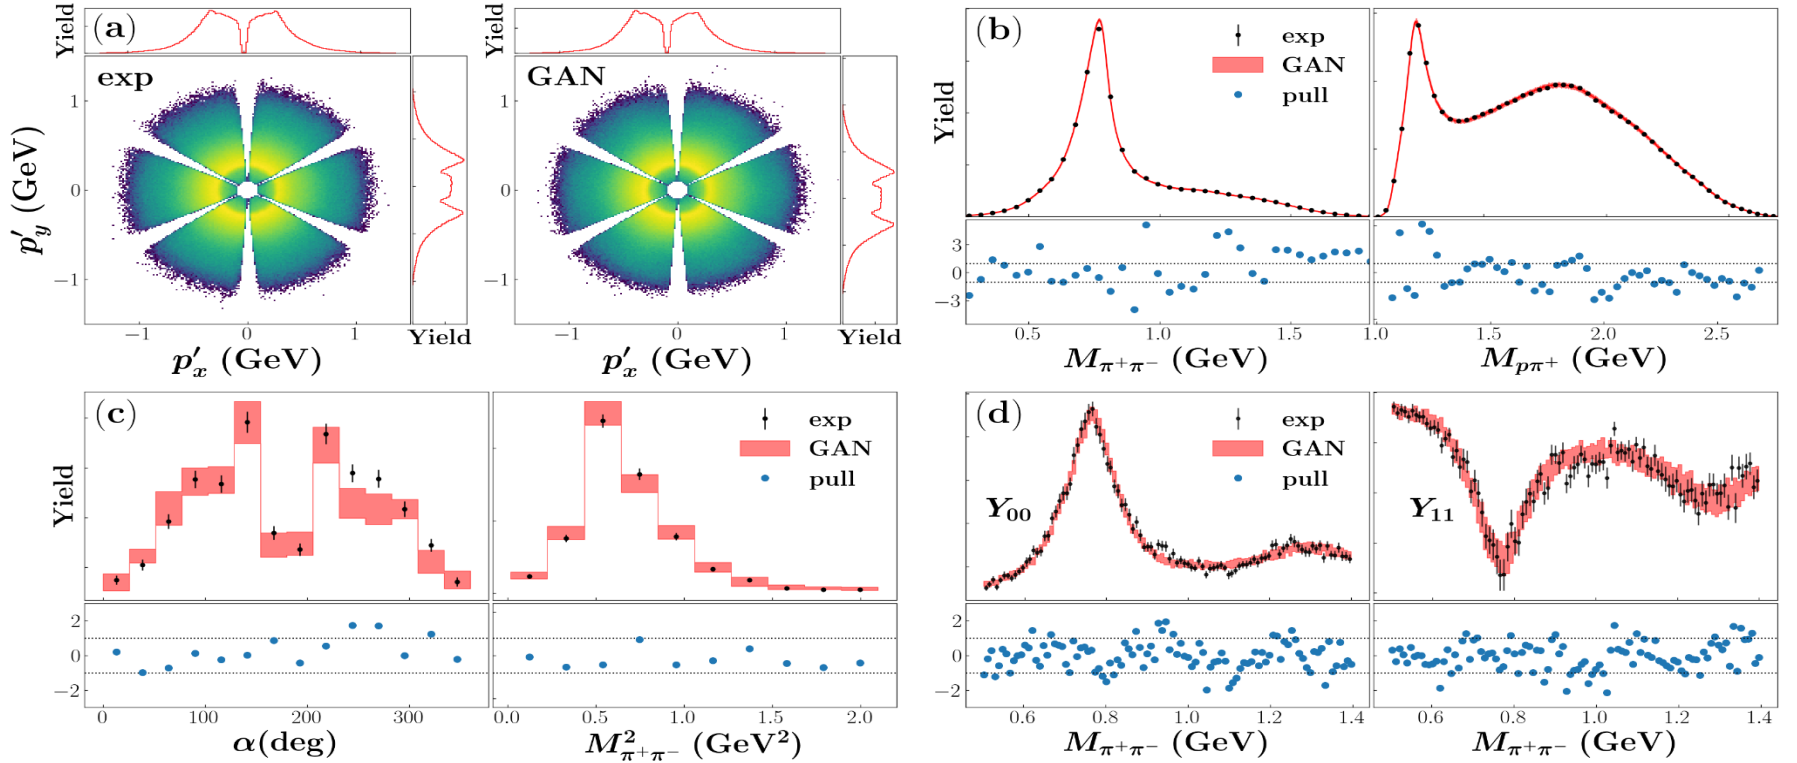 (a)
Yield
exp
1
0
−1
p′y (GeV)
−1
0
1
Yield
p′x (GeV)
Yield
GAN
1
0
−1
−1
0
1
Yield
p′x (GeV)
(b)
Yield
exp
GAN
pull
3
0
−3
0.5
1.0
1.5
1.0
1.5
2.0
2.5
Mπ+π− (GeV)
Mpπ+ (GeV)
(c)
Yield
exp
GAN
pull
2
0
−2
0
100
200
300
0.0
0.5
1.0
1.5
2.0
α(deg)
M²π+π− (GeV²)
(d)
exp
GAN
pull
Y00
Y11
2
0
−2
0.6
0.8
1.0
1.2
1.4
0.6
0.8
1.0
1.2
1.4
Mπ+π− (GeV)
Mπ+π− (GeV)